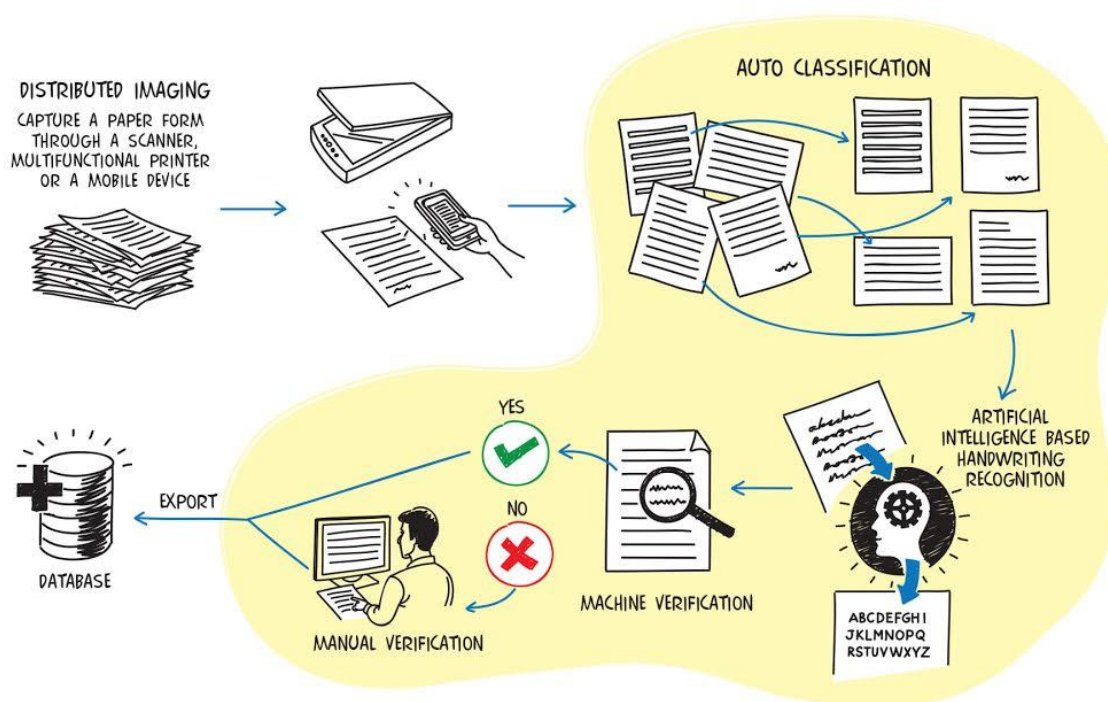 DISTRIBUTED IMAGING
CAPTURE A PAPER FORM
THROUGH A SCANNER,
MULTIFUNCTIONAL PRINTER
OR A MOBILE DEVICE
AUTO CLASSIFICATION
ARTIFICIAL
INTELLIGENCE BASED
HANDWRITING
RECOGNITION
ABCDEFGHI
JKLMNOPQ
RSTUVWXYZ
MACHINE VERIFICATION
YES
NO
MANUAL VERIFICATION
EXPORT
DATABASE